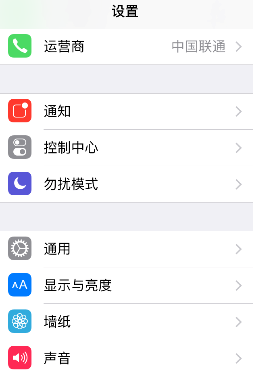 设置
运营商 中国联通
通知
控制中心
勿扰模式
通用
AA 显示与亮度
墙纸
声音